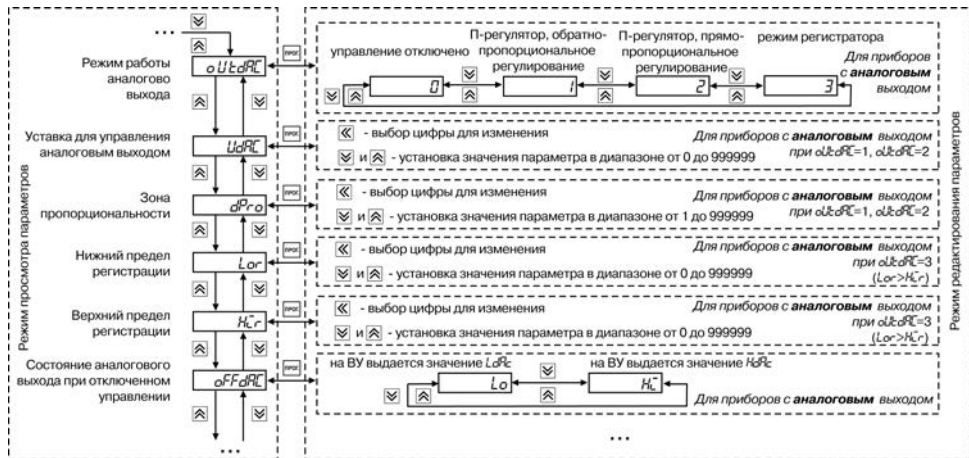 ...
Режим просмотра параметров
Режим работы
аналогово
выхода
oUtdAC
ПРОГ.
управление отключено
П-регулятор, обратно-
пропорциональное
регулирование
П-регулятор, прямо-
пропорциональное
регулирование
режим регистратора
0
1
2
3
Для приборов
с аналоговым
выходом
Уставка для управления
аналоговым выходом
UdAC
ПРОГ.
- выбор цифры для изменения
и - установка значения параметра в диапазоне от 0 до 999999
Для приборов с аналоговым выходом
при oUtdAC=1, oUtdAC=2
Зона
пропорциональности
dPro
ПРОГ.
- выбор цифры для изменения
и - установка значения параметра в диапазоне от 1 до 999999
Для приборов с аналоговым выходом
при oUtdAC=1, oUtdAC=2
Нижний предел
регистрации
Lor
ПРОГ.
- выбор цифры для изменения
и - установка значения параметра в диапазоне от 0 до 999999
Для приборов с аналоговым выходом
при oUtdAC=3
(Lor>Hir)
Верхний предел
регистрации
Hir
ПРОГ.
- выбор цифры для изменения
и - установка значения параметра в диапазоне от 0 до 999999
Для приборов с аналоговым выходом
при oUtdAC=3
(Lor>Hir)
Состояние аналогового
выхода при отключенном
управлении
oFFdAC
ПРОГ.
на ВУ выдается значение LdAc
на ВУ выдается значение HdAc
Lo
Hi
Для приборов с аналоговым выходом
...
...
Режим редактирования параметров